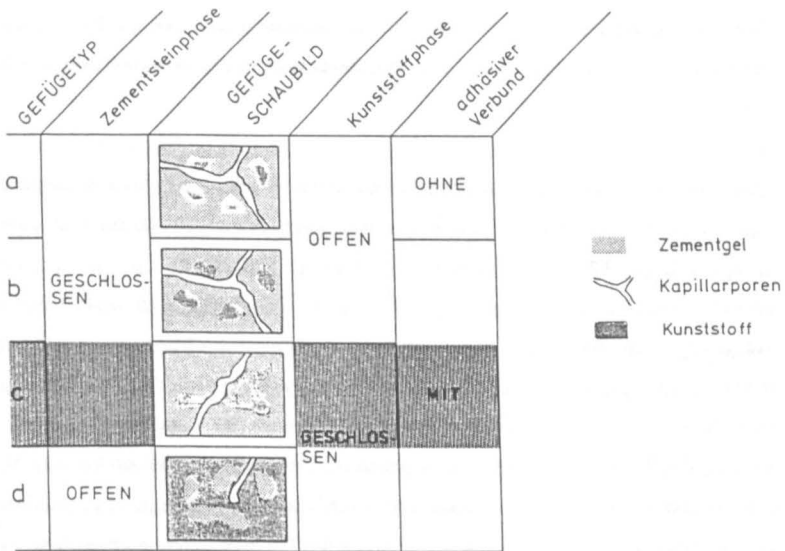 GEFÜGETYP
Zementsteinphase
GEFÜGE-
SCHAUBILD
Kunststoffphase
adhäsiver
Verbund
a
OHNE
OFFEN
b
GESCHLOS-
SEN
c
MIT
GESCHLOS-
SEN
d
OFFEN
Zementgel
Kapillarporen
Kunststoff